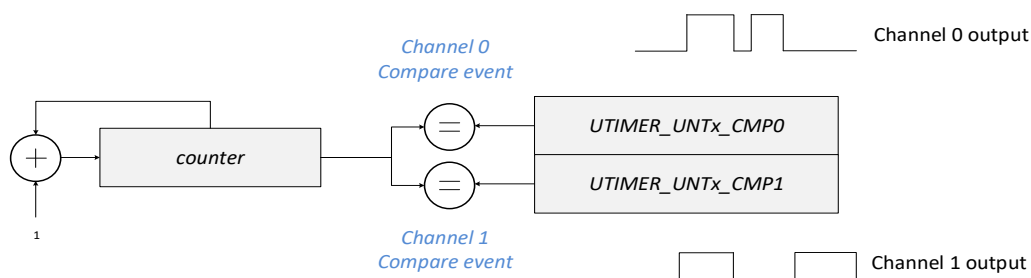 Channel 0
Compare event
Channel 0 output
UTIMER_UNTx_CMP0
+
counter
=
=
UTIMER_UNTx_CMP1
1
Channel 1
Compare event
Channel 1 output